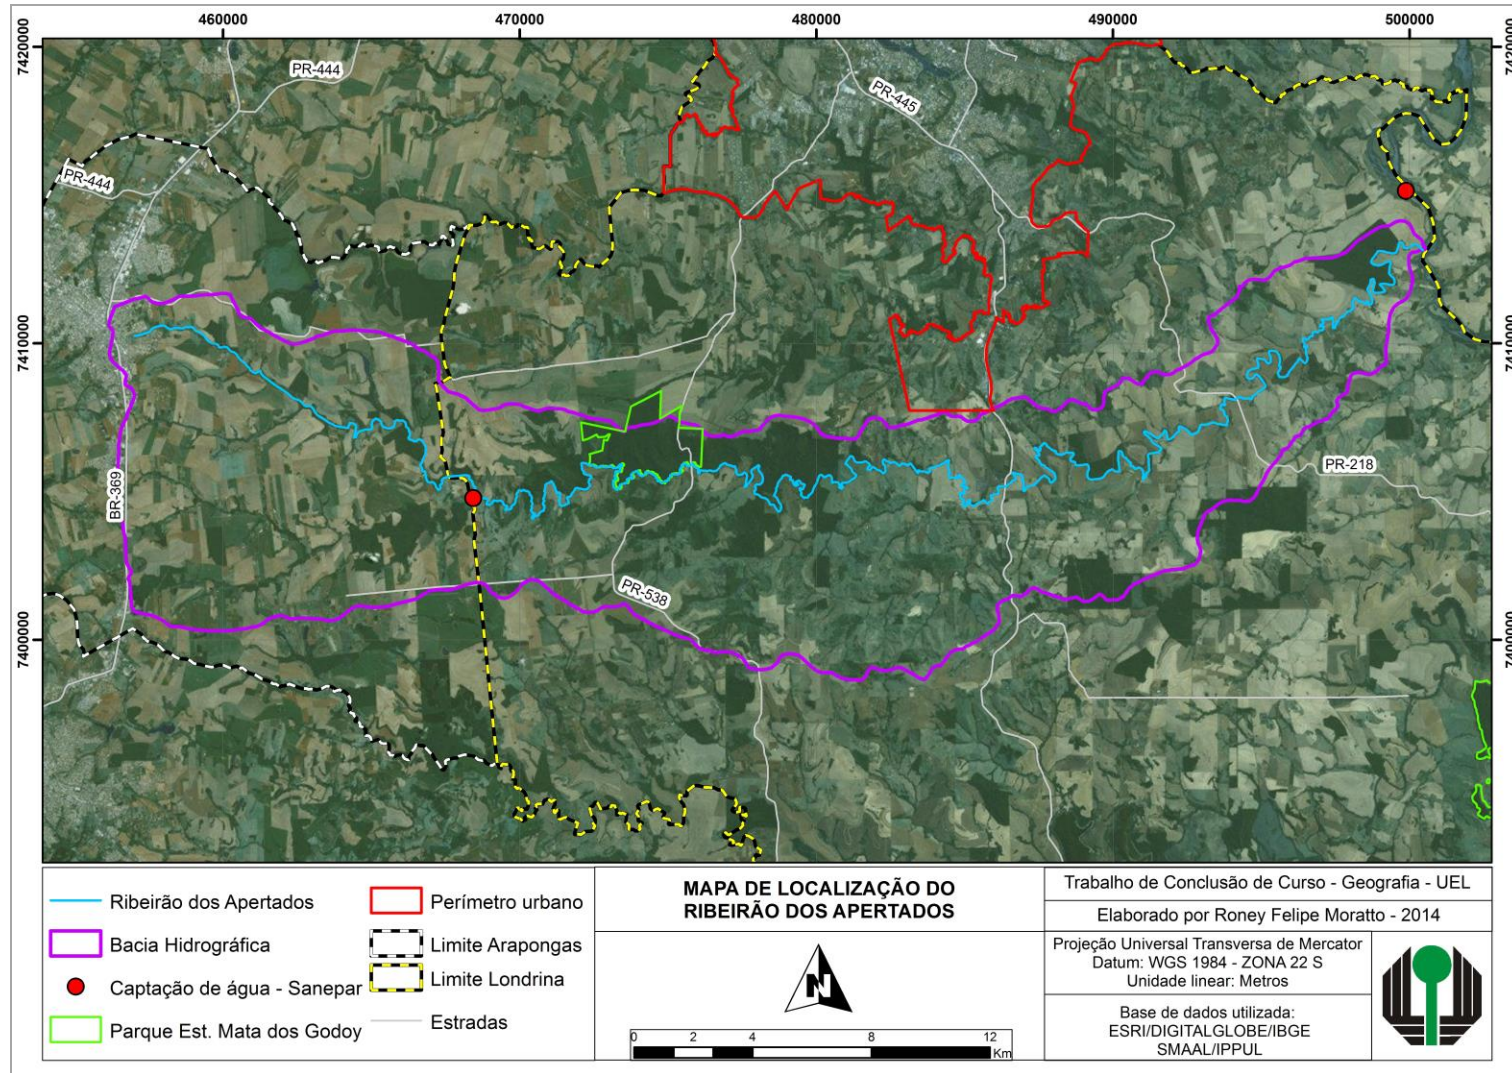 460000
470000
480000
490000
500000
7420000
7420000
PR-444
PR-445
PR-444
7410000
7410000
BR-369
PR-218
PR-538
7400000
7400000
Ribeirão dos Apertados
Bacia Hidrográfica
Captação de água - Sanepar
Parque Est. Mata dos Godoy
Perímetro urbano
Limite Arapongas
Limite Londrina
Estradas
MAPA DE LOCALIZAÇÃO DO
RIBEIRÃO DOS APERTADOS
N
0 2 4 8 12
Km
Trabalho de Conclusão de Curso - Geografia - UEL
Elaborado por Roney Felipe Moratto - 2014
Projeção Universal Transversa de Mercator
Datum: WGS 1984 - ZONA 22 S
Unidade linear: Metros
Base de dados utilizada:
ESRI/DIGITALGLOBE/IBGE
SMAAL/IPPUL